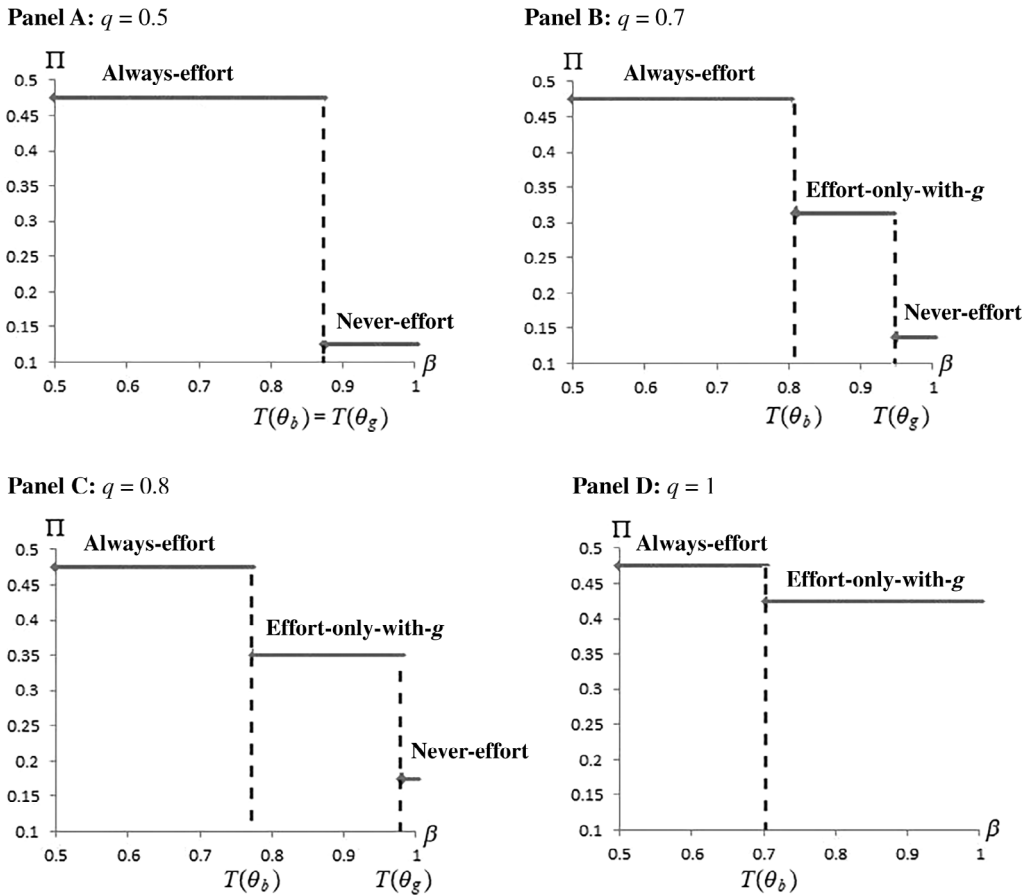 Panel A: q = 0.5
Π
Always-effort
0.5
0.45
0.4
0.35
0.3
0.25
0.2
0.15
0.1
Never-effort
β
0.5 0.6 0.7 0.8 0.9 1
T(θb) = T(θg)
Panel B: q = 0.7
Π
Always-effort
0.5
0.45
0.4
0.35
0.3
0.25
0.2
0.15
0.1
Effort-only-with-g
Never-effort
β
0.5 0.6 0.7 0.8 0.9 1
T(θb) T(θg)
Panel C: q = 0.8
Π
Always-effort
0.5
0.45
0.4
0.35
0.3
0.25
0.2
0.15
0.1
Effort-only-with-g
Never-effort
β
0.5 0.6 0.7 0.8 0.9 1
T(θb) T(θg)
Panel D: q = 1
Π
Always-effort
0.5
0.45
0.4
0.35
0.3
0.25
0.2
0.15
0.1
Effort-only-with-g
β
0.5 0.6 0.7 0.8 0.9 1
T(θb)